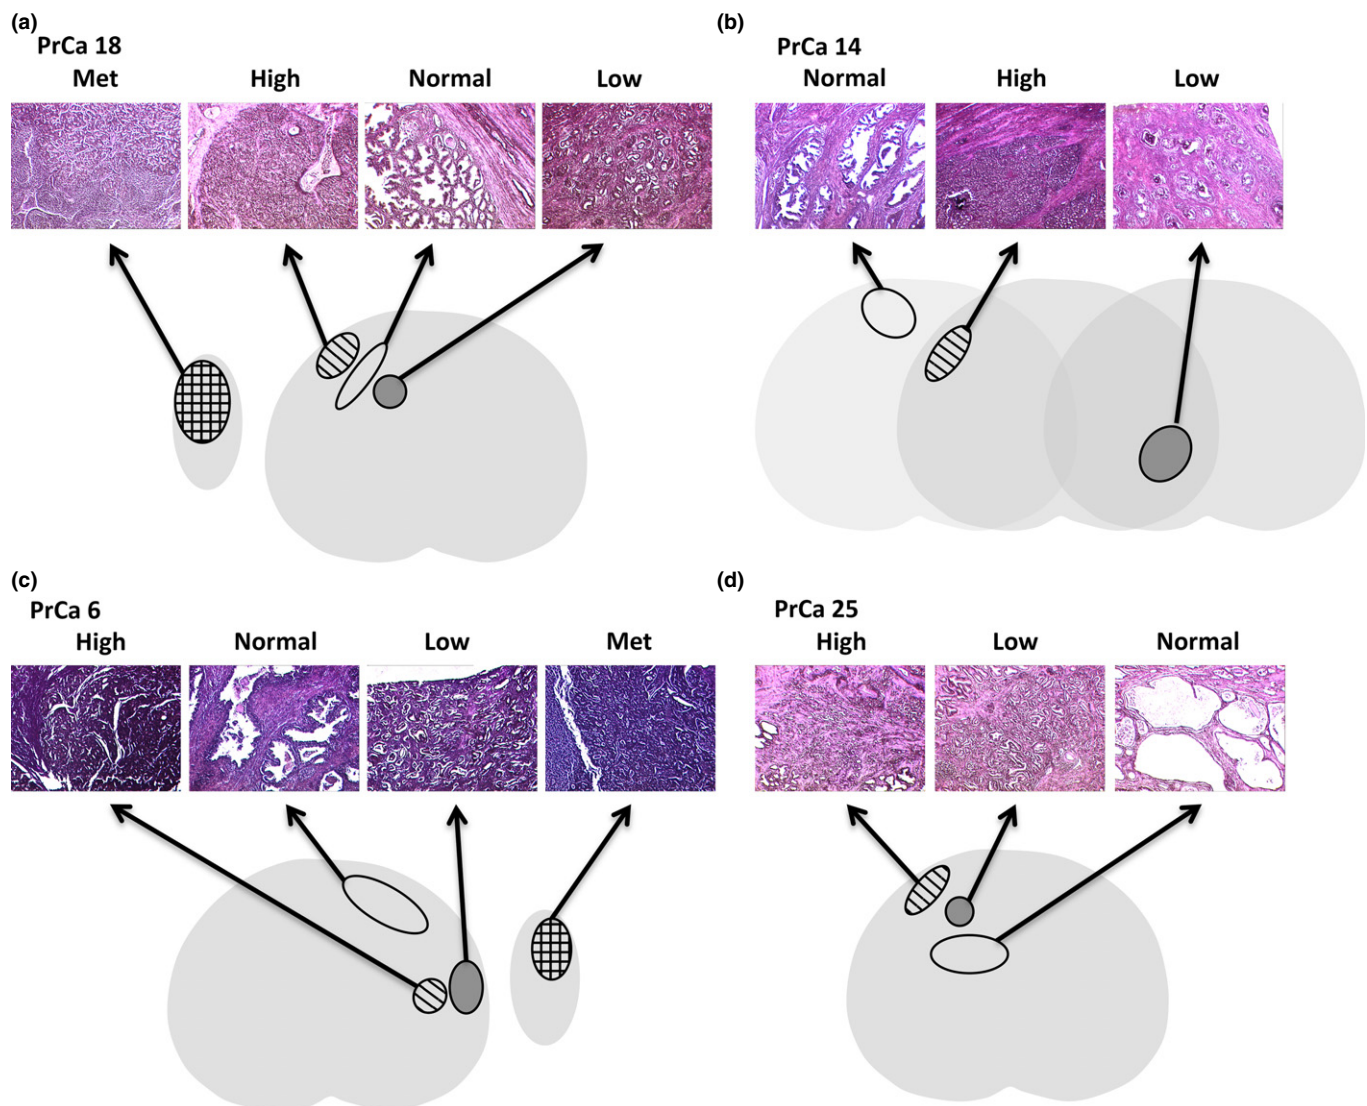 (a)
PrCa 18
Met High Normal Low
(b)
PrCa 14
Normal High Low
(c)
PrCa 6
High Normal Low Met
(d)
PrCa 25
High Low Normal